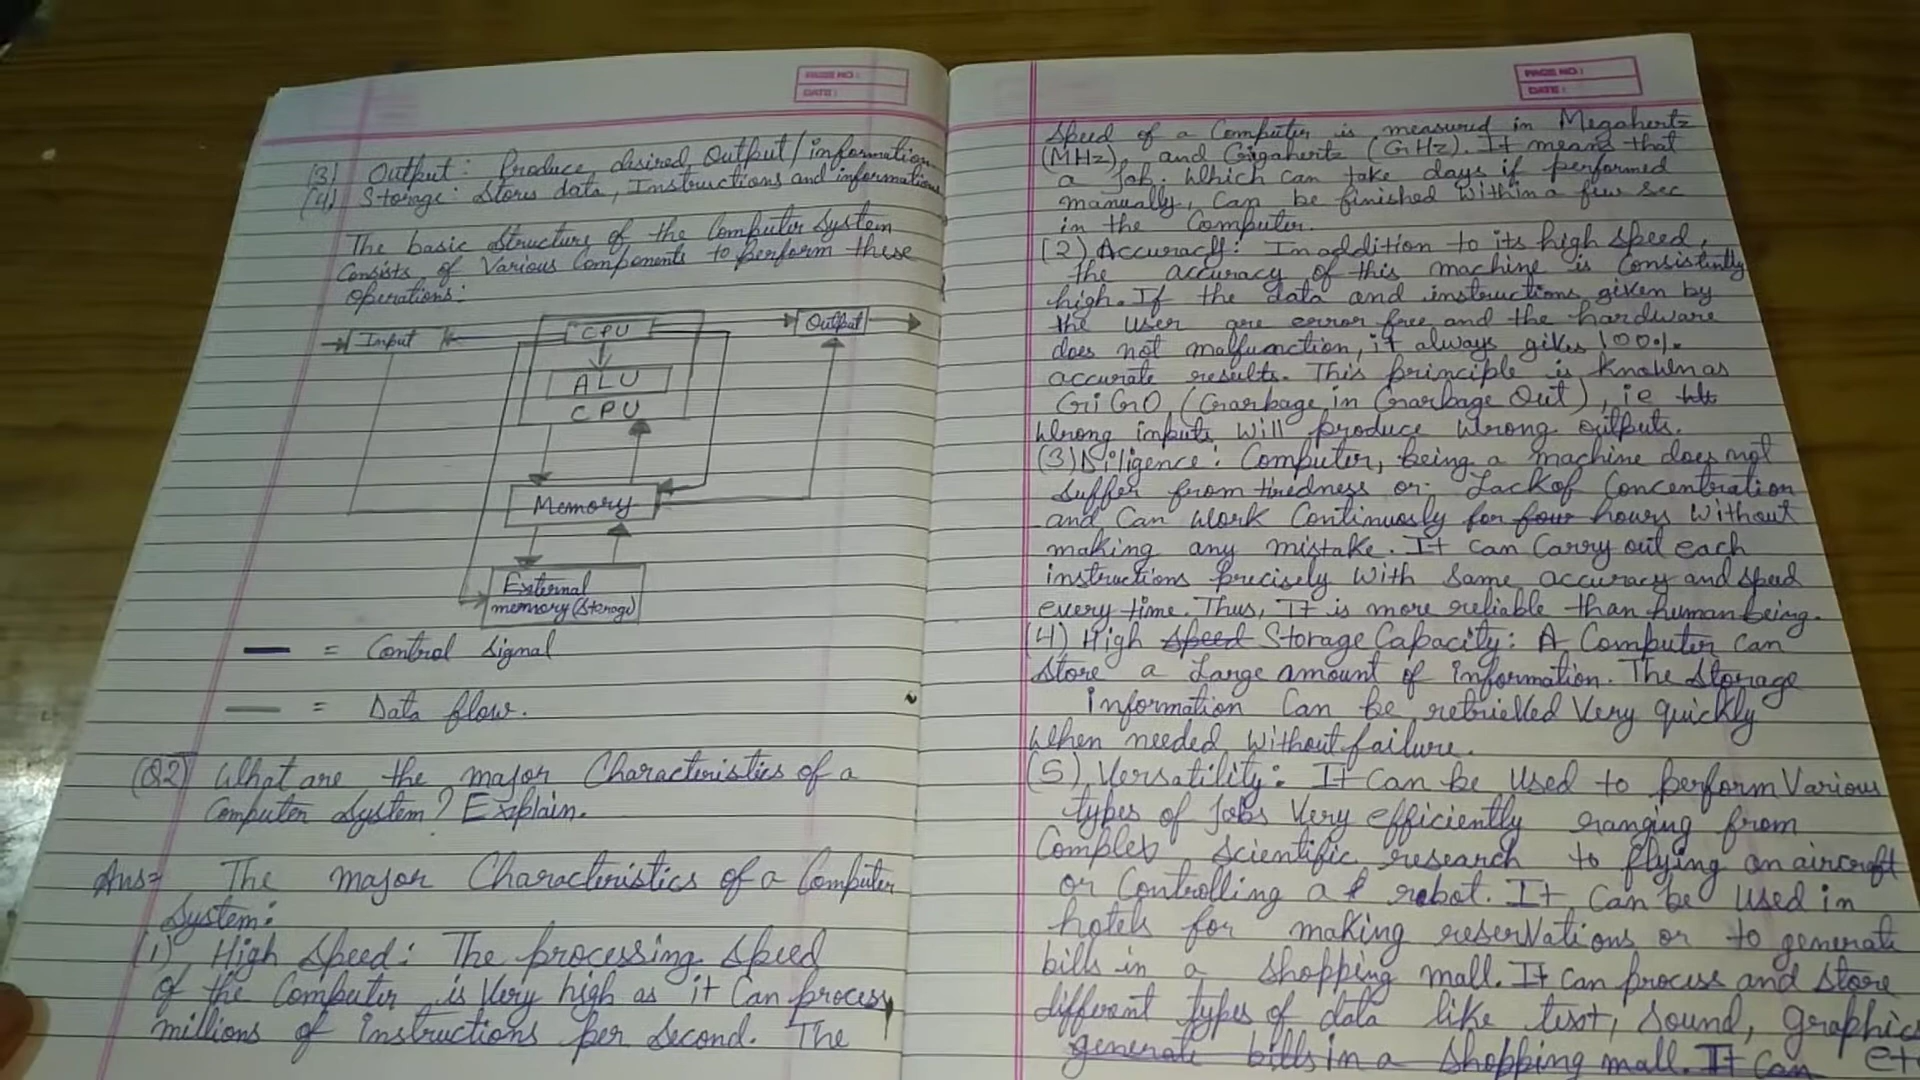 PAGE NO :
DATE :
(3) Output : Produce desired Output/information
(4) Storage : Stores data, Instructions and information
The basic structure of the Computer System
Consists of Various Components to perform these
operations :
Input
CPU
Output
ALU
CPU
Memory
External
memory (Storage)
= Control Signal
= Data flow.
(Q2) What are the major Characteristics of a
Computer System? Explain.
Ans= The major Characteristics of a Computer
System :
(1) High Speed : The processing Speed
of the Computer is Very high as it Can process
millions of instructions per second. The
PAGE NO :
DATE :
Speed of a Computer is measured in Megahertz
(MHz), and Gigahertz (GHz). It means that
a job. Which can take days if performed
manually, Can be finished Within a few sec
in the Computer.
(2) Accuracy : In addition to its high Speed,
the accuracy of this machine is Consistently
high. If the data and instructions given by
the user are error free and the hardware
does not malfunction, it always gives 100%
accurate results. This principle is Known as
GiGO (Garbage in Garbage Out), ie
Wrong inputs Will produce Wrong outputs.
(3) Diligence : Computer, being a machine does not
suffer from tiredness or Lack of Concentration
and Can Work Continuosly for four hours Without
making any mistake. It can Carry out each
instructions precisely With Same accuracy and speed
every time. Thus, It is more reliable than human being.
(4) High Speed Storage Capacity : A Computer Can
Store a Large amount of information. The Storage
information Can be Very quickly
When needed, Without failure.
(5) Versatility : It Can be Used to perform Various
types of Jobs Very efficiently ranging from
scientific research to flying an aircraft
or Controlling a robot. It Can be Used in
hotels for making reservations or to generate
bills in a Shopping mall. It Can process and Store
different types of data like text, Sound, graphics
generate bills in a Shopping mall. It Can etc